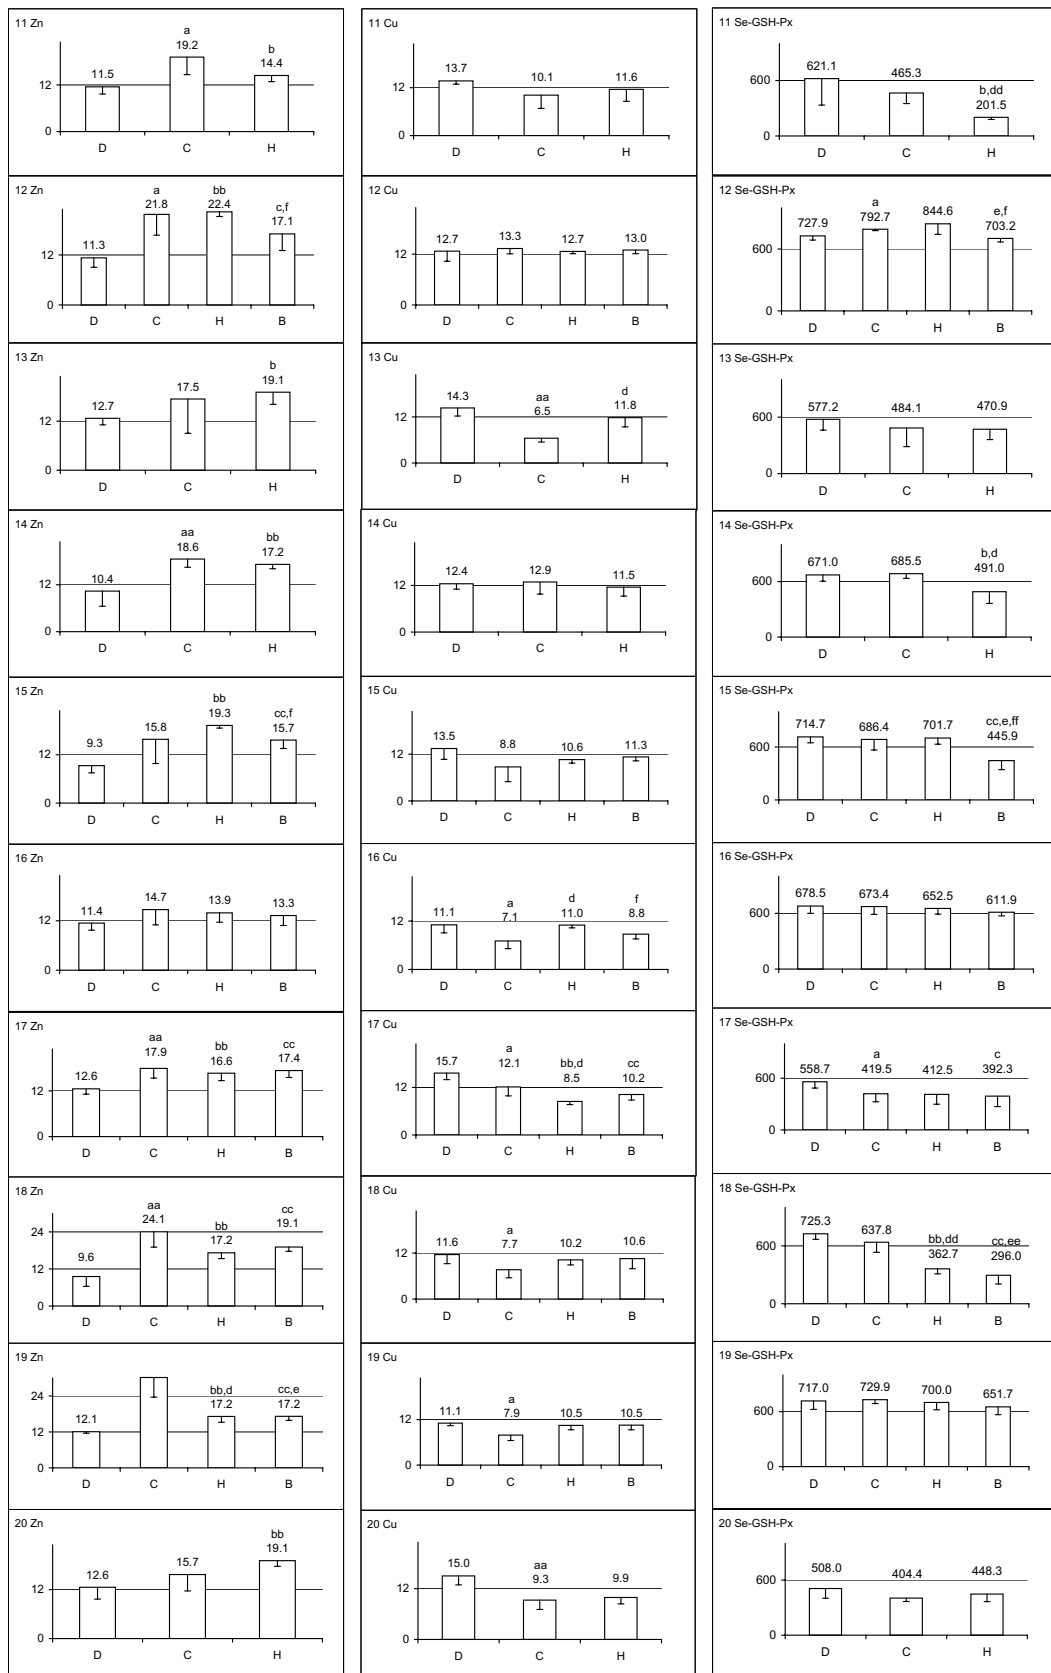 11 Zn
a
19.2
b
14.4
11.5
12
0
D C H
11 Cu
13.7
10.1
11.6
12
0
D C H
11 Se-GSH-Px
621.1
465.3
b,dd
201.5
600
0
D C H
12 Zn
a
21.8
bb
22.4
c,f
17.1
11.3
12
0
D C H B
12 Cu
12.7 13.3 12.7 13.0
12
0
D C H B
12 Se-GSH-Px
a
727.9 792.7 844.6
e,f
703.2
600
0
D C H B
13 Zn
b
12.7 17.5 19.1
12
0
D C H
13 Cu
14.3
aa
6.5
d
11.8
12
0
D C H
13 Se-GSH-Px
577.2 484.1 470.9
600
0
D C H
14 Zn
aa
18.6
bb
17.2
10.4
12
0
D C H
14 Cu
12.4 12.9 11.5
12
0
D C H
14 Se-GSH-Px
671.0 685.5
b,d
491.0
600
0
D C H
15 Zn
bb
19.3
cc,f
15.7
9.3 15.8
12
0
D C H B
15 Cu
13.5 8.8 10.6 11.3
12
0
D C H B
15 Se-GSH-Px
714.7 686.4 701.7
cc,e,ff
445.9
600
0
D C H B
16 Zn
11.4 14.7 13.9 13.3
12
0
D C H B
16 Cu
a d f
11.1 7.1 11.0 8.8
12
0
D C H B
16 Se-GSH-Px
678.5 673.4 652.5 611.9
600
0
D C H B
17 Zn
aa bb cc
12.6 17.9 16.6 17.4
12
0
D C H B
17 Cu
a bb,d cc
15.7 12.1 8.5 10.2
12
0
D C H B
17 Se-GSH-Px
a c
558.7 419.5 412.5 392.3
600
0
D C H B
18 Zn
aa bb cc
9.6 24.1 17.2 19.1
24
12
0
D C H B
18 Cu
a
11.6 7.7 10.2 10.6
12
0
D C H B
18 Se-GSH-Px
725.3 637.8
bb,dd cc,ee
362.7 296.0
600
0
D C H B
19 Zn
bb,d cc,e
12.1 17.2 17.2
24
12
0
D C H B
19 Cu
a
11.1 7.9 10.5 10.5
12
0
D C H B
19 Se-GSH-Px
717.0 729.9 700.0 651.7
600
0
D C H B
20 Zn
bb
12.6 15.7 19.1
12
0
D C H
20 Cu
aa
15.0 9.3 9.9
12
0
D C H
20 Se-GSH-Px
508.0 404.4 448.3
600
0
D C H